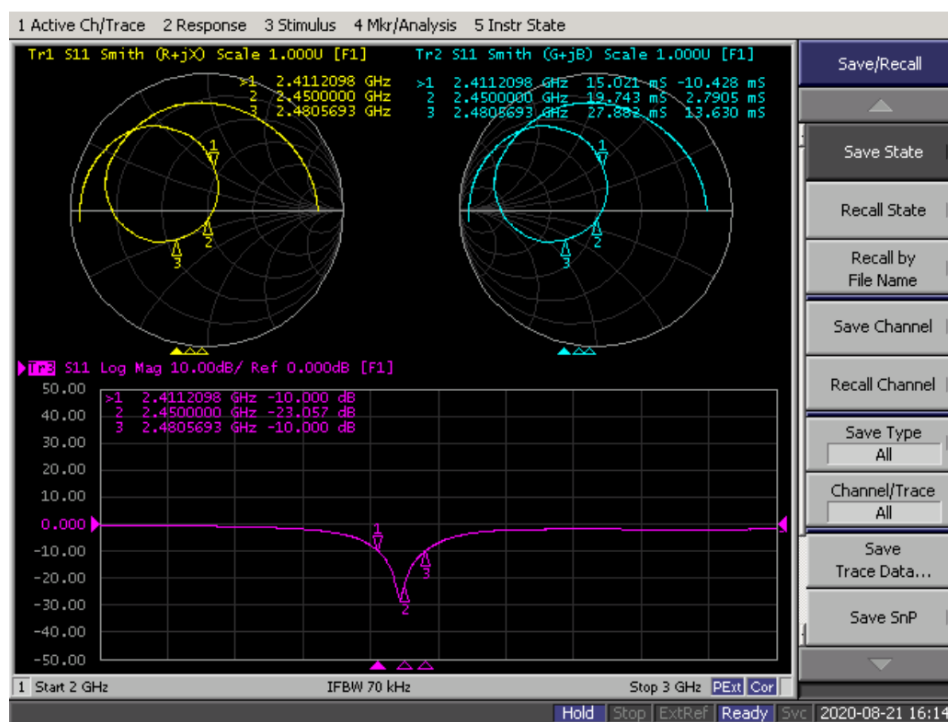 1 Active Ch/Trace 2 Response 3 Stimulus 4 Mkr/Analysis 5 Instr State
Tr1 S11 Smith (R+jX) Scale 1.000U [F1]
>1 2.4112098 GHz
2 2.4500000 GHz
3 2.4805693 GHz
1
2
3
Tr2 S11 Smith (G+jB) Scale 1.000U [F1]
>1 2.4112098 GHz 15.021 mS -10.428 mS
2 2.4500000 GHz 19.743 mS 2.7905 mS
3 2.4805693 GHz 27.882 mS 13.630 mS
1
2
3
Tr3 S11 Log Mag 10.00dB/ Ref 0.000dB [F1]
50.00
40.00
30.00
20.00
10.00
0.000
-10.00
-20.00
-30.00
-40.00
-50.00
>1 2.4112098 GHz -10.000 dB
2 2.4500000 GHz -23.057 dB
3 2.4805693 GHz -10.000 dB
1
2
3
1 Start 2 GHz IFBW 70 kHz Stop 3 GHz PExt Cor
Hold Stop ExtRef Ready Svc 2020-08-21 16:14
Save/Recall
Save State
Recall State
Recall by
File Name
Save Channel
Recall Channel
Save Type
All
Channel/Trace
All
Save
Trace Data...
Save SnP